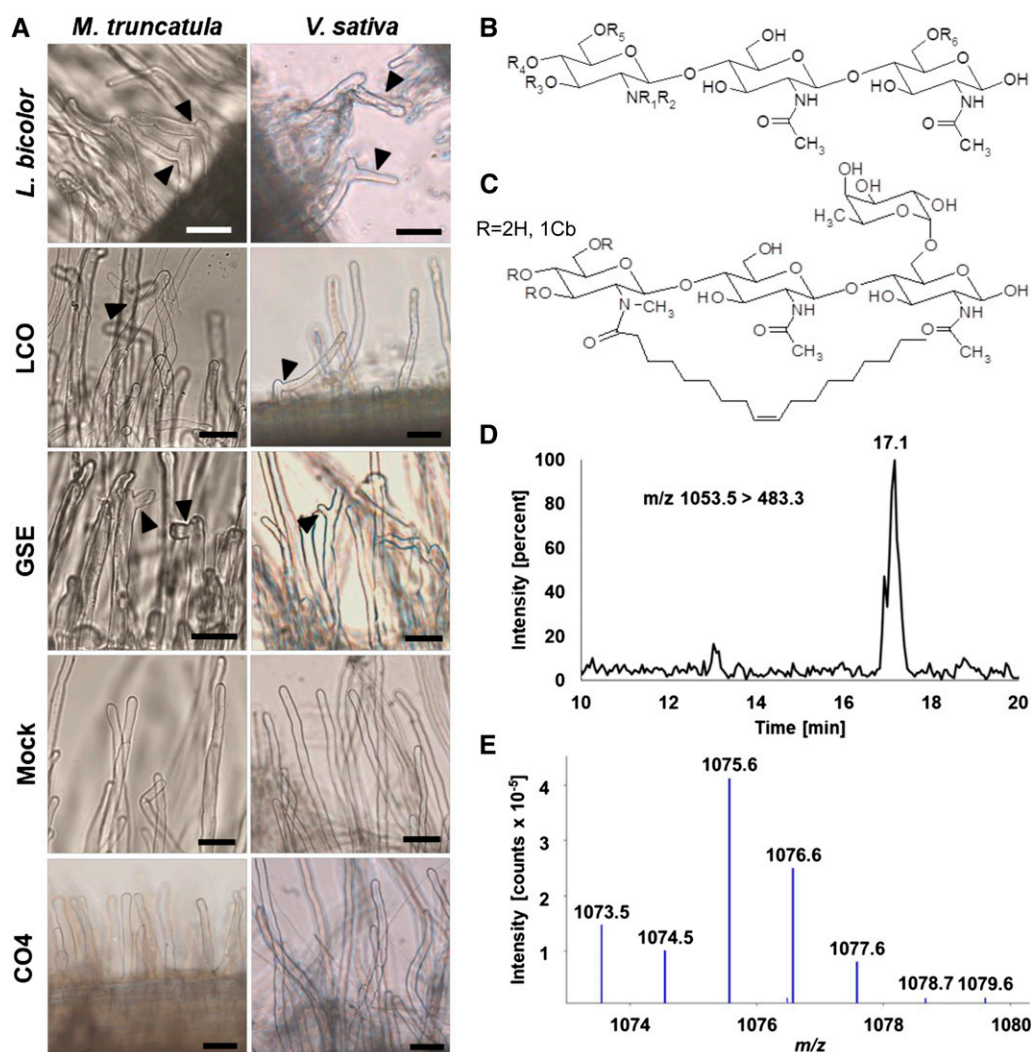 A
M. truncatula
V. sativa
L. bicolor
LCO
GSE
Mock
CO4
B
OR5
HO
OR6
R4 O O O OH
R3O HO HO
NR1R2 NH NH
O CH3 O CH3
C
OH
HO OH
R=2H, 1Cb
H3C O O
OR HO O
RO O O OH
RO HO HO
N CH3 NH NH
O O CH3 O CH3
D
17.1
m/z 1053.5 > 483.3
Intensity [percent]
100
80
60
40
20
0
10 12 14 16 18 20
Time [min]
E
Intensity [counts x 10-5]
4
3
2
1
1073.5
1074.5
1075.6
1076.6
1077.6
1078.7
1079.6
1074 1076 1078 1080
m/z